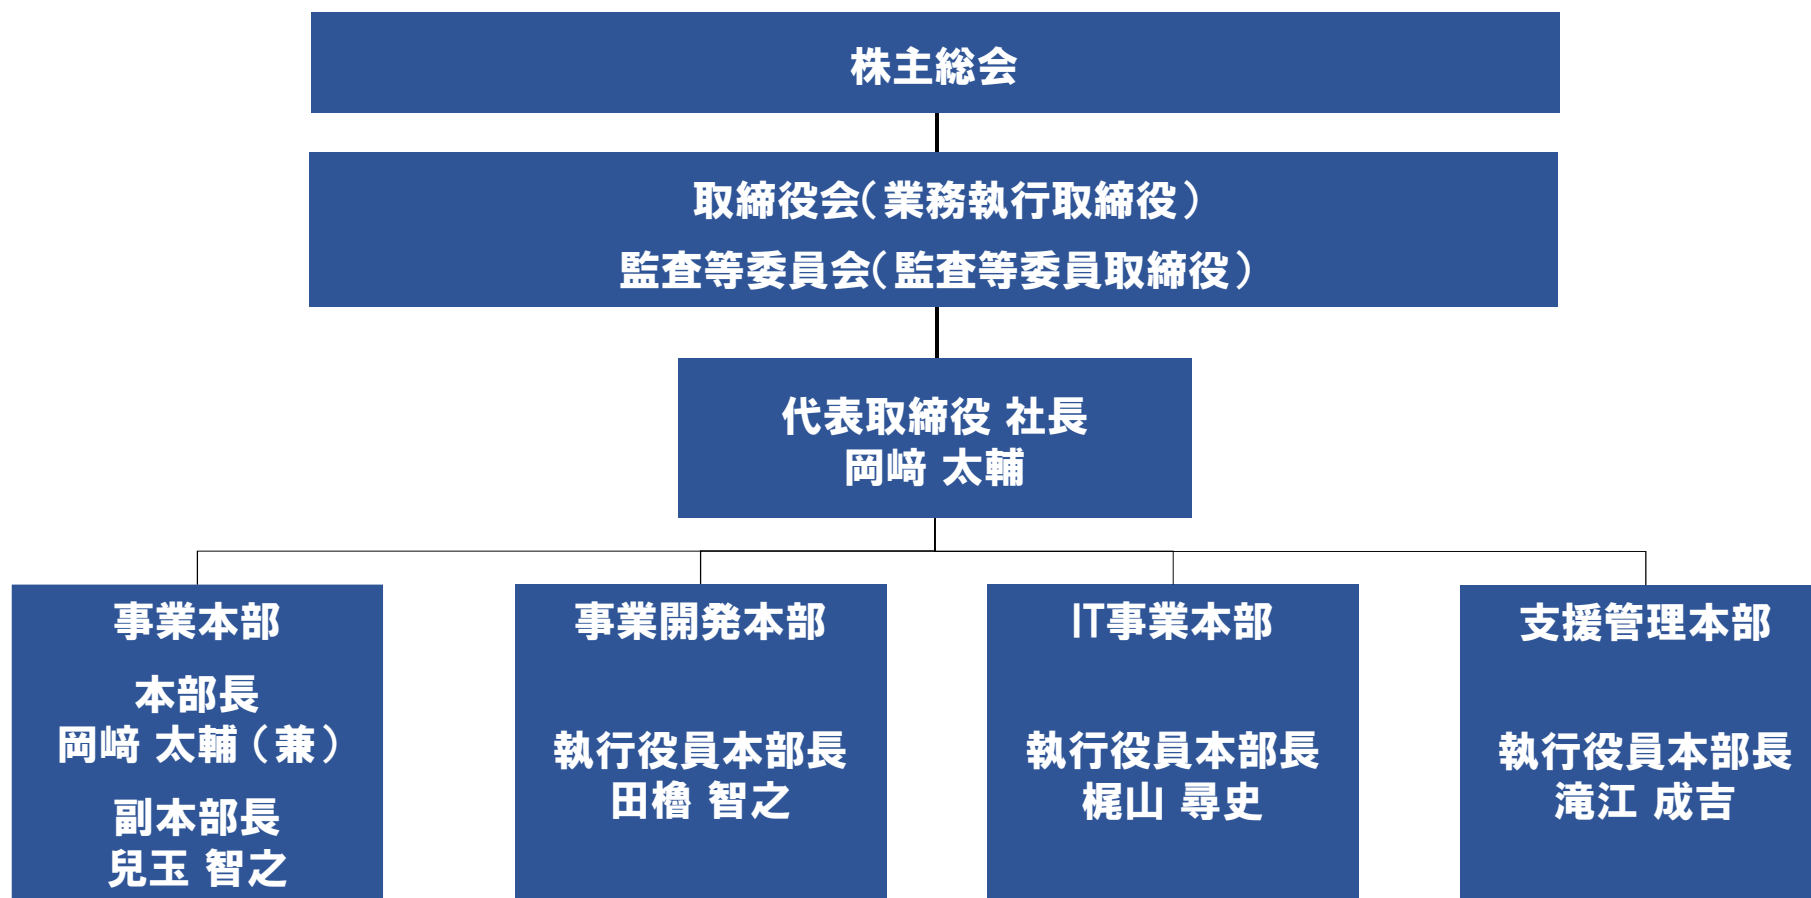 株主総会
取締役会（業務執行取締役）
監査等委員会（監査等委員取締役）
代表取締役 社長
岡﨑 太輔
事業本部
本部長
岡﨑 太輔（兼）
副本部長
兒玉 智之
事業開発本部
執行役員本部長
田櫓 智之
IT事業本部
執行役員本部長
梶山 尋史
支援管理本部
執行役員本部長
滝江 成吉